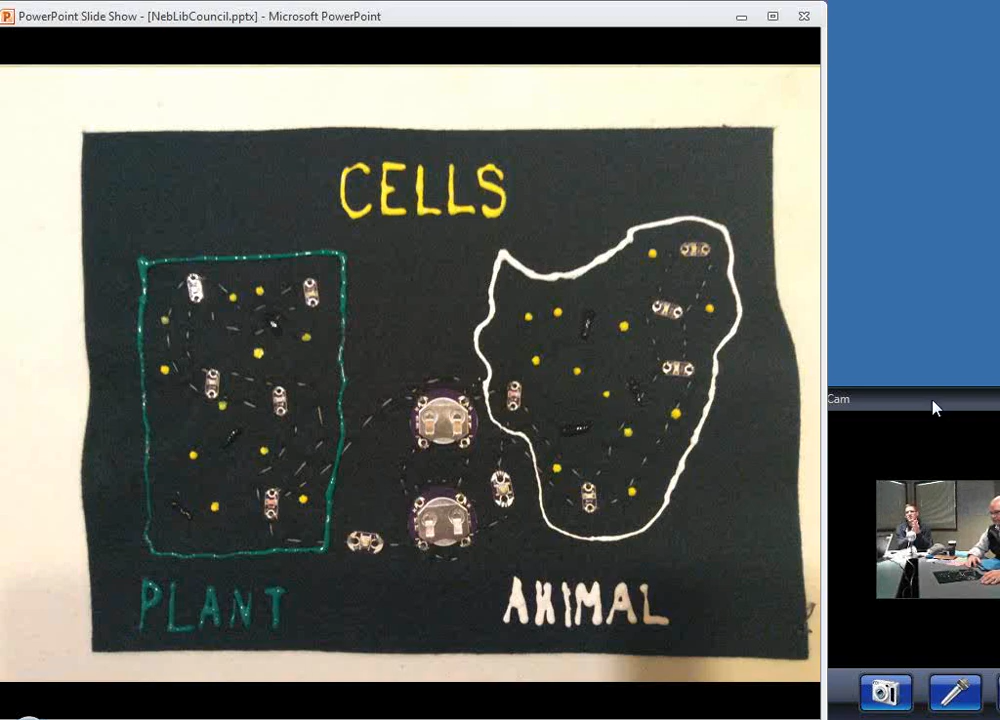 PowerPoint Slide Show - [NebLibCouncil.pptx] - Microsoft PowerPoint
CELLS
Cam
PLANT
ANIMAL